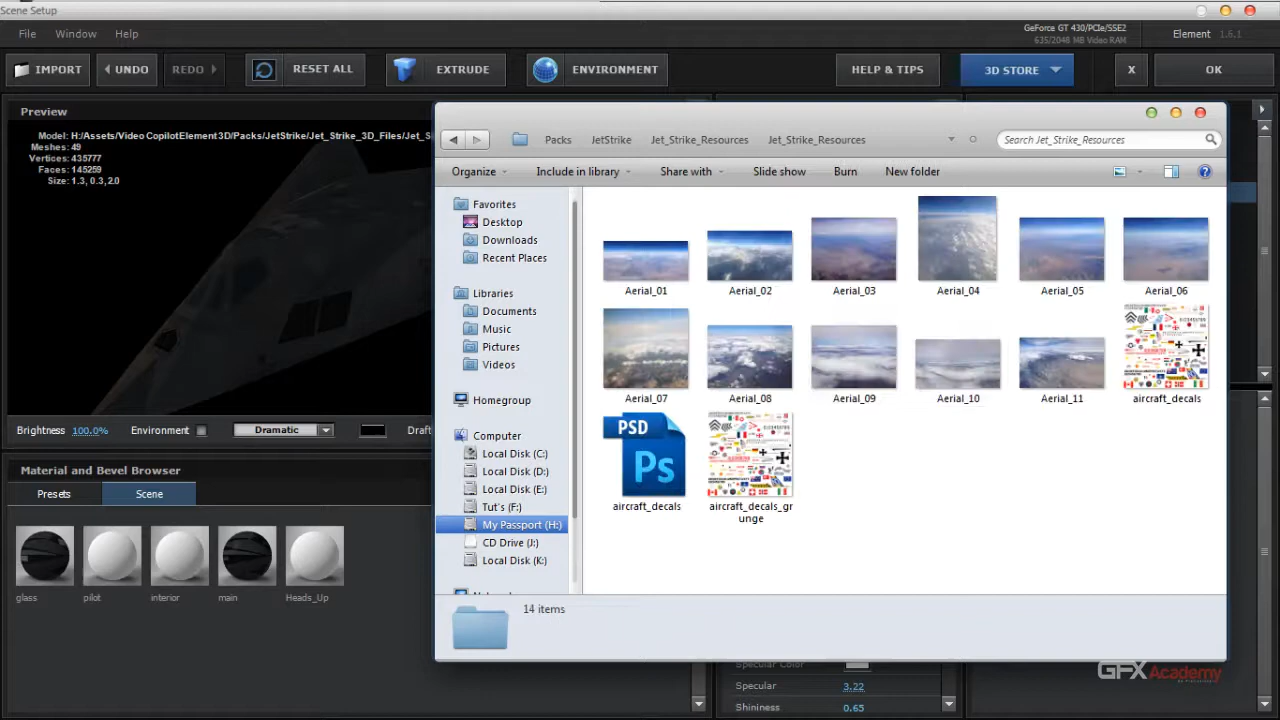 Scene Setup
File Window Help
GeForce GT 430/PCIe/SSE2
635/2048 MB Video RAM
Element 1.6.1
IMPORT UNDO REDO RESET ALL EXTRUDE ENVIRONMENT HELP & TIPS 3D STORE X OK
Preview
Model: H:/Assets/Video CopilotElement3D/Packs/JetStrike/Jet_Strike_3D_Files/Jet_S
Meshes: 49
Vertices: 435777
Faces: 145259
Size: 1.3, 0.3, 2.0
Brightness 100.0% Environment Dramatic Draft
Material and Bevel Browser
Presets Scene
glass pilot interior main Heads_Up
Packs JetStrike Jet_Strike_Resources Jet_Strike_Resources Search Jet_Strike_Resources
Organize Include in library Share with Slide show Burn New folder
Favorites
Desktop
Downloads
Recent Places
Libraries
Documents
Music
Pictures
Videos
Homegroup
Computer
Local Disk (C:)
Local Disk (D:)
Local Disk (E:)
Tut's (F:)
My Passport (H:)
CD Drive (J:)
Local Disk (K:)
Aerial_01 Aerial_02 Aerial_03 Aerial_04 Aerial_05 Aerial_06
Aerial_07 Aerial_08 Aerial_09 Aerial_10 Aerial_11 aircraft_decals
PSD
Ps
aircraft_decals aircraft_decals_gr
unge
14 items
Specular Color
Specular 3.22
Shininess 0.65
GFX Academy